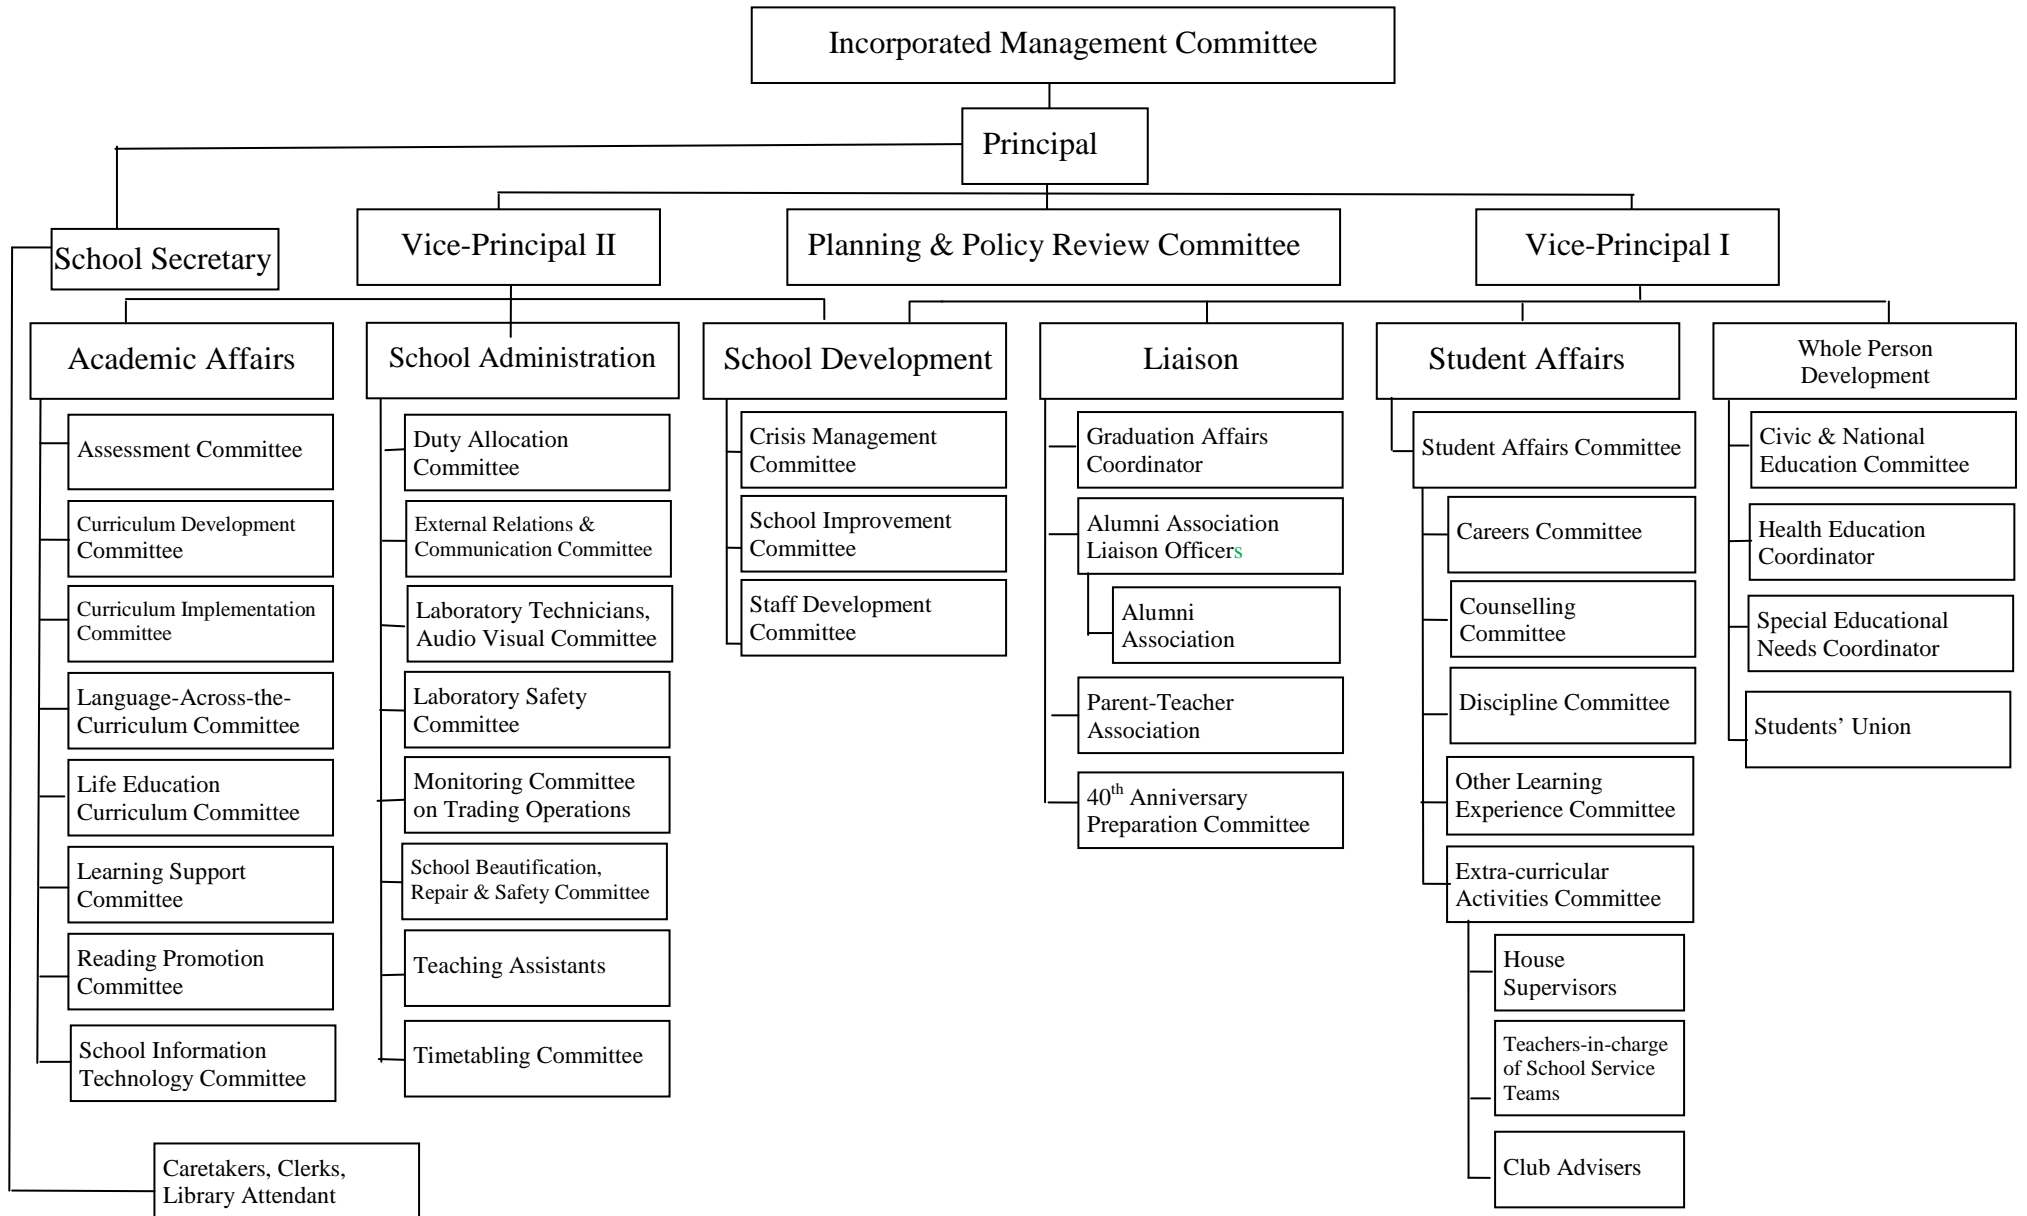 Incorporated Management Committee
Principal
School Secretary
Vice-Principal II
Planning & Policy Review Committee
Vice-Principal I
Academic Affairs
School Administration
School Development
Liaison
Student Affairs
Whole Person
Development
Assessment Committee
Curriculum Development
Committee
Curriculum Implementation
Committee
Language-Across-the-
Curriculum Committee
Life Education
Curriculum Committee
Learning Support
Committee
Reading Promotion
Committee
School Information
Technology Committee
Duty Allocation
Committee
External Relations &
Communication Committee
Laboratory Technicians,
Audio Visual Committee
Laboratory Safety
Committee
Monitoring Committee
on Trading Operations
School Beautification,
Repair & Safety Committee
Teaching Assistants
Timetabling Committee
Crisis Management
Committee
School Improvement
Committee
Staff Development
Committee
Graduation Affairs
Coordinator
Alumni Association
Liaison Officers
Alumni
Association
Parent-Teacher
Association
40th Anniversary
Preparation Committee
Student Affairs Committee
Careers Committee
Counselling
Committee
Discipline Committee
Other Learning
Experience Committee
Extra-curricular
Activities Committee
House
Supervisors
Teachers-in-charge
of School Service
Teams
Club Advisers
Civic & National
Education Committee
Health Education
Coordinator
Special Educational
Needs Coordinator
Students’ Union
Caretakers, Clerks,
Library Attendant